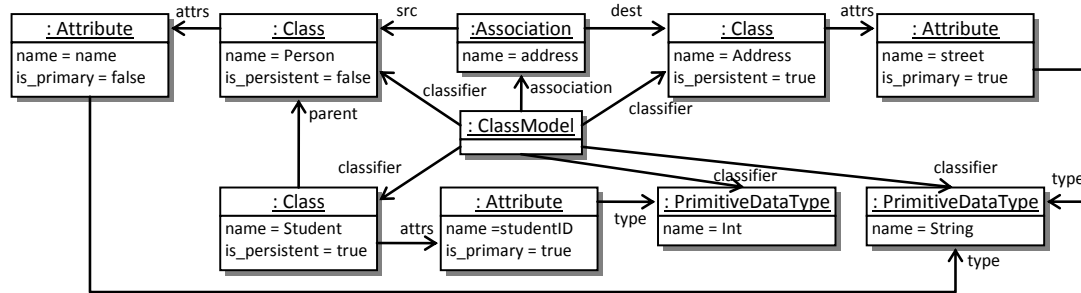 attrs
src
dest
attrs
: Attribute
name = name
is_primary = false
: Class
name = Person
is_persistent = false
:Association
name = address
: Class
name = Address
is_persistent = true
: Attribute
name = street
is_primary = true
classifier
association
classifier
parent
: ClassModel
classifier
classifier
classifier
type
: Class
name = Student
is_persistent = true
attrs
: Attribute
name =studentID
is_primary = true
type
: PrimitiveDataType
name = Int
: PrimitiveDataType
name = String
type